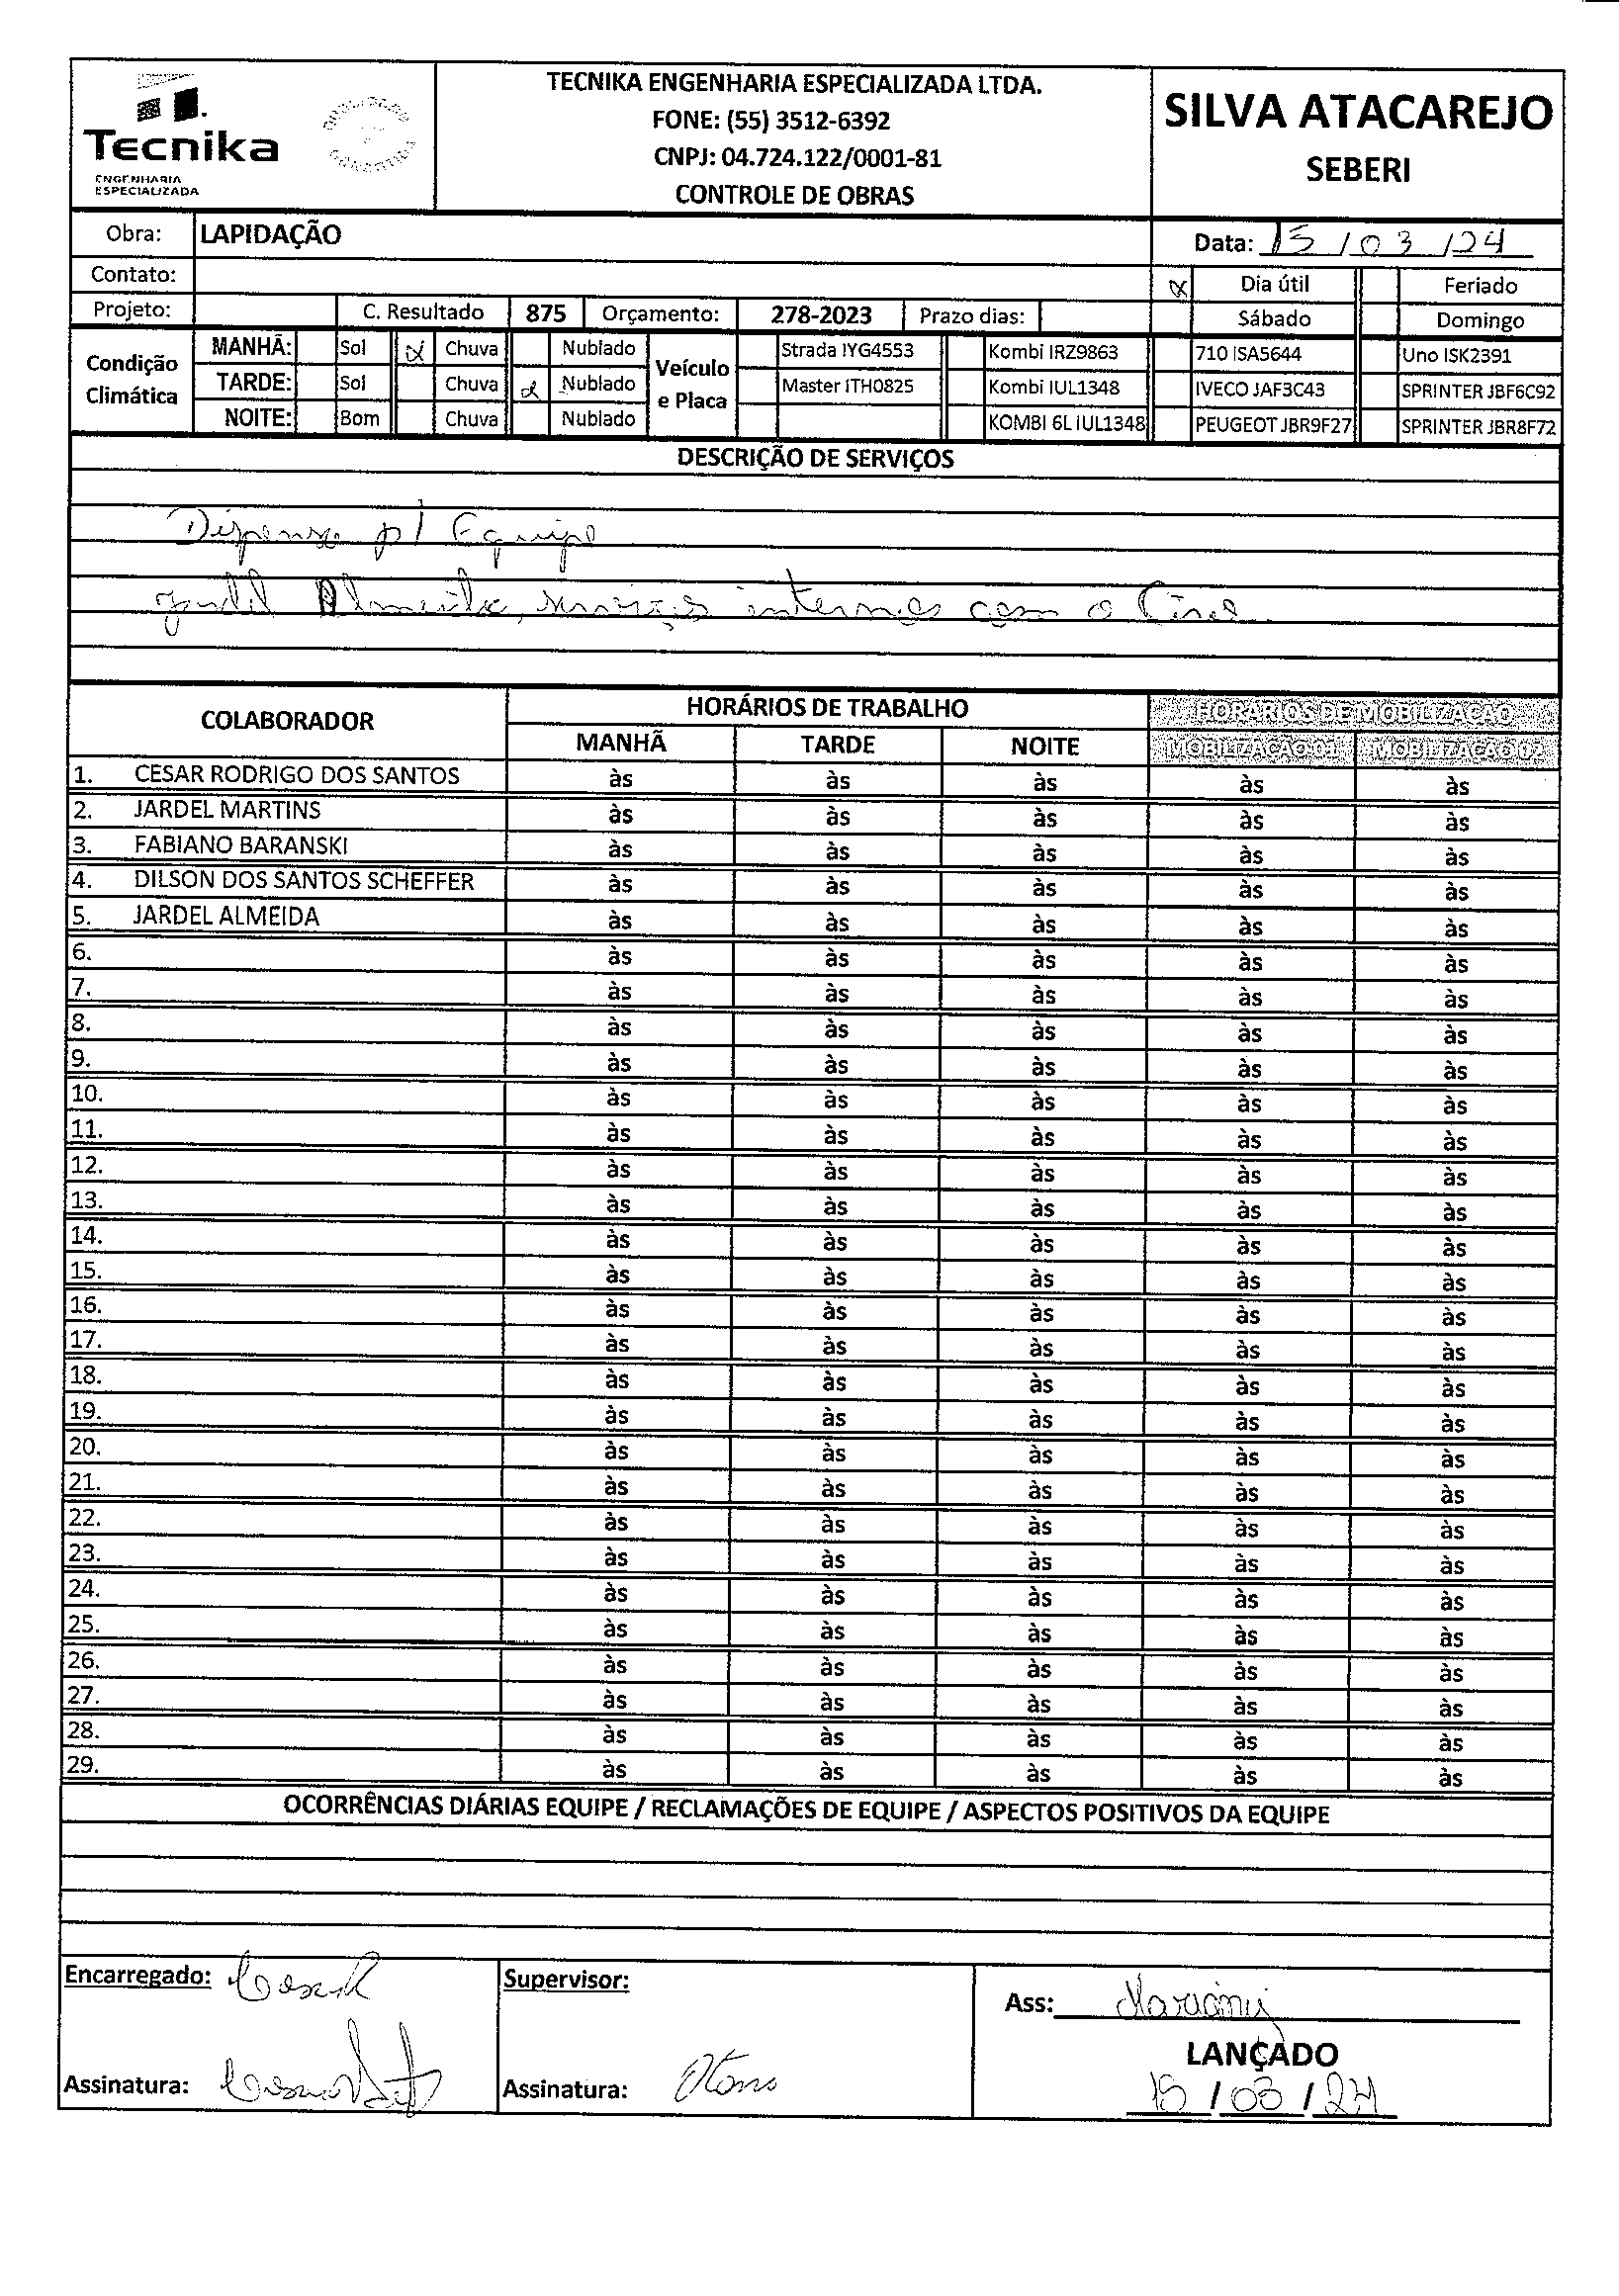 Tecnika
ENGENHARIA
ESPECIALIZADA
TECNIKA ENGENHARIA ESPECIALIZADA LTDA.
FONE: (55) 3512-6392
CNPJ: 04.724.122/0001-81
CONTROLE DE OBRAS
SILVA ATACAREJO
SEBERI
Obra: LAPIDAÇÃO
Data: 15 / 03 / 24
Contato:
x Dia útil Feriado
Projeto: C. Resultado 875 Orçamento: 278-2023 Prazo dias:
Sábado Domingo
Condição Climática
MANHÃ: Sol x Chuva Nublado
TARDE: Sol Chuva x Nublado
NOITE: Bom Chuva Nublado
Veículo e Placa
Strada IYG4553 Kombi IRZ9863 710 ISA5644 Uno ISK2391
Master ITH0825 Kombi IUL1348 IVECO JAF3C43 SPRINTER JBF6C92
KOMBI 6L IUL1348 PEUGEOT JBR9F27 SPRINTER JBR8F72
DESCRIÇÃO DE SERVIÇOS
Dispensa p/ Equipe
Jardel Almeida, serviços internos com o
COLABORADOR HORÁRIOS DE TRABALHO HORÁRIOS DE MOBILIZAÇÃO
MANHÃ TARDE NOITE MOBILIZAÇÃO 01 MOBILIZAÇÃO 02
1. CESAR RODRIGO DOS SANTOS às às às às às
2. JARDEL MARTINS às às às às às
3. FABIANO BARANSKI às às às às às
4. DILSON DOS SANTOS SCHEFFER às às às às às
5. JARDEL ALMEIDA às às às às às
6. às às às às às
7. às às às às às
8. às às às às às
9. às às às às às
10. às às às às às
11. às às às às às
12. às às às às às
13. às às às às às
14. às às às às às
15. às às às às às
16. às às às às às
17. às às às às às
18. às às às às às
19. às às às às às
20. às às às às às
21. às às às às às
22. às às às às às
23. às às às às às
24. às às às às às
25. às às às às às
26. às às às às às
27. às às às às às
28. às às às às às
29. às às às às às
OCORRÊNCIAS DIÁRIAS EQUIPE / RECLAMAÇÕES DE EQUIPE / ASPECTOS POSITIVOS DA EQUIPE
Encarregado: Cesar
Supervisor:
Ass:
LANÇADO
Assinatura:
Assinatura:
15 / 03 / 24